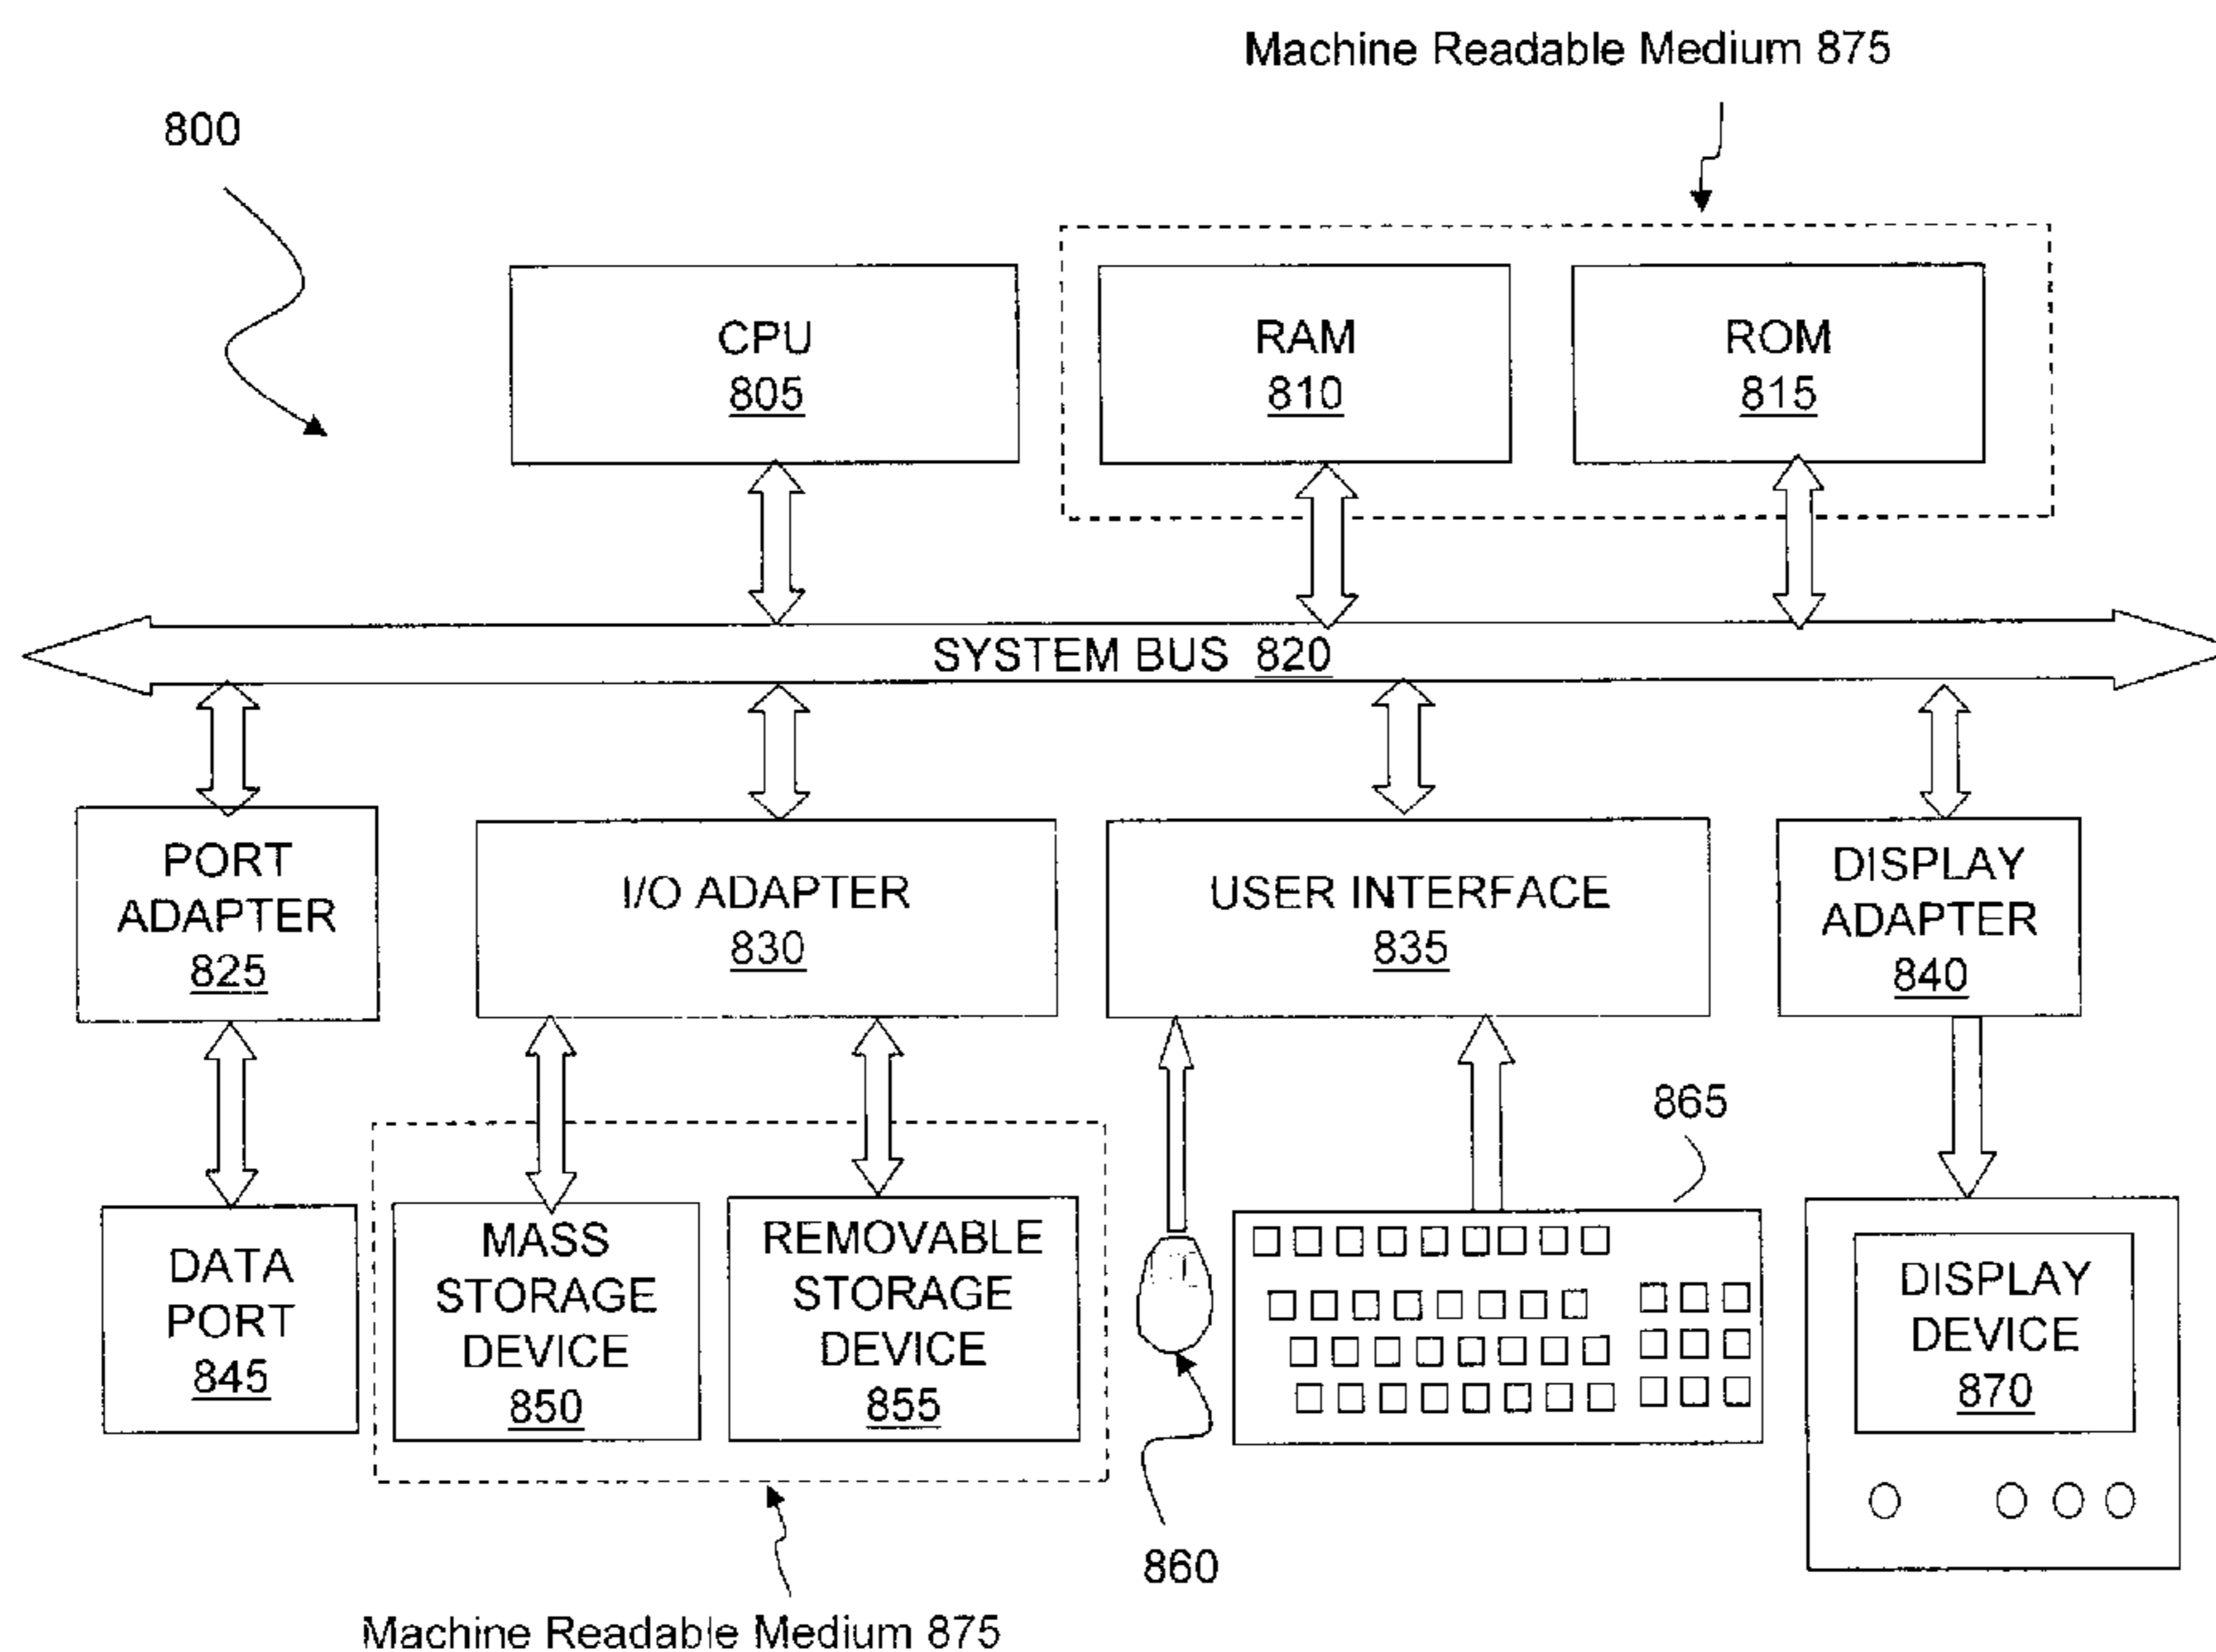 Machine Readable Medium 875
800
CPU
805
RAM
810
ROM
815
SYSTEM BUS 820
PORT
ADAPTER
825
I/O ADAPTER
830
USER INTERFACE
835
DISPLAY
ADAPTER
840
865
DATA
PORT
845
MASS
STORAGE
DEVICE
850
REMOVABLE
STORAGE
DEVICE
855
DISPLAY
DEVICE
870
860
Machine Readable Medium 875